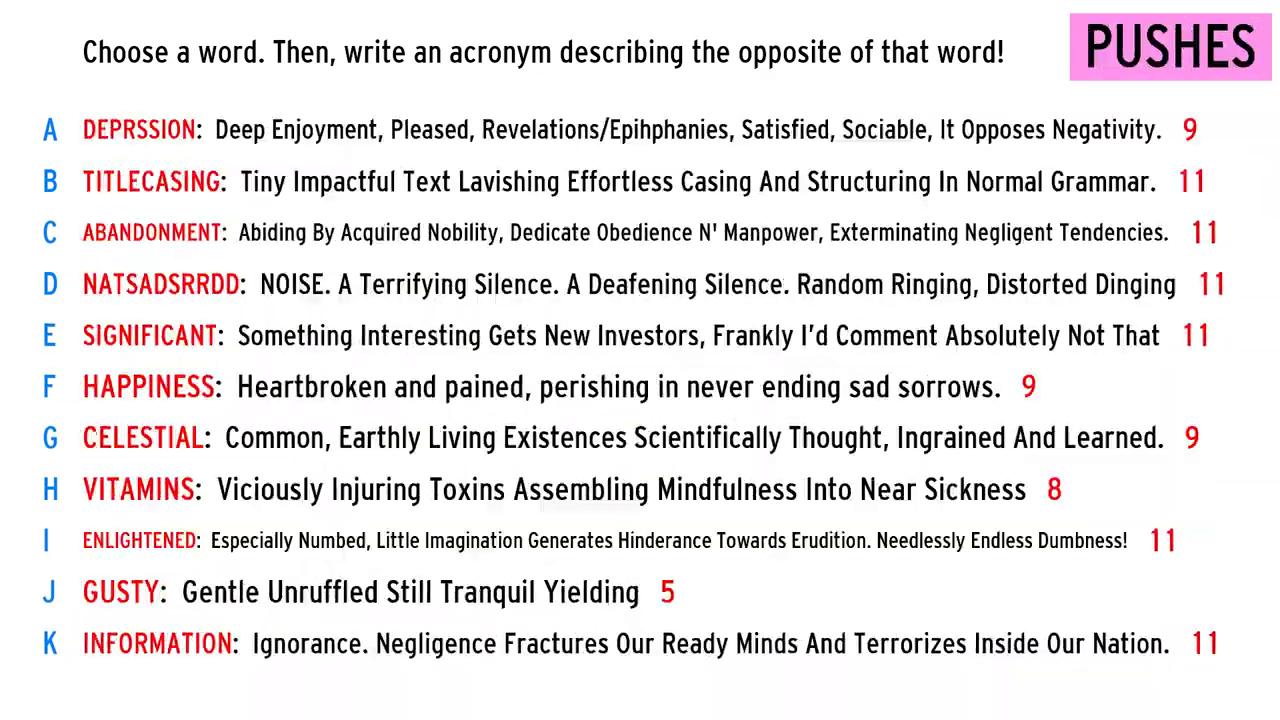 Choose a word. Then, write an acronym describing the opposite of that word!
PUSHES
A DEPRSSION: Deep Enjoyment, Pleased, Revelations/Epihphanies, Satisfied, Sociable, It Opposes Negativity. 9
B TITLECASING: Tiny Impactful Text Lavishing Effortless Casing And Structuring In Normal Grammar. 11
C ABANDONMENT: Abiding By Acquired Nobility, Dedicate Obedience N' Manpower, Exterminating Negligent Tendencies. 11
D NATSADSRRDD: NOISE. A Terrifying Silence. A Deafening Silence. Random Ringing, Distorted Dinging 11
E SIGNIFICANT: Something Interesting Gets New Investors, Frankly I’d Comment Absolutely Not That 11
F HAPPINESS: Heartbroken and pained, perishing in never ending sad sorrows. 9
G CELESTIAL: Common, Earthly Living Existences Scientifically Thought, Ingrained And Learned. 9
H VITAMINS: Viciously Injuring Toxins Assembling Mindfulness Into Near Sickness 8
I ENLIGHTENED: Especially Numbed, Little Imagination Generates Hinderance Towards Erudition. Needlessly Endless Dumbness! 11
J GUSTY: Gentle Unruffled Still Tranquil Yielding 5
K INFORMATION: Ignorance. Negligence Fractures Our Ready Minds And Terrorizes Inside Our Nation. 11